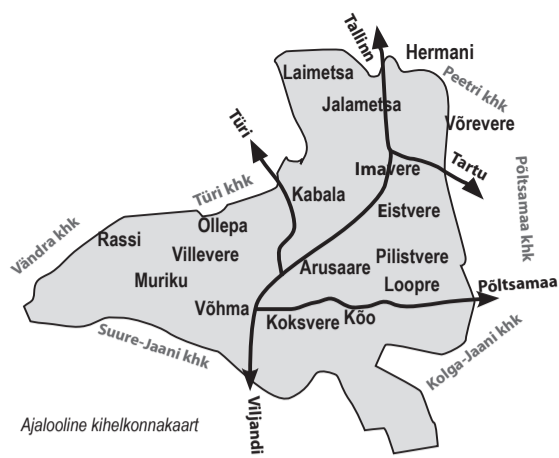 Tallinn
Hermani
Laimetsa
Peetri khk
Jalametsa
Võrevere
Türi
Imavere
Tartu
Türi khk
Kabala
Põltsamaa khk
Eistvere
Ollepa
Vändra khk
Rassi
Villevere
Pilistvere
Arusaare
Muriku
Loopre
Põltsamaa
Võhma
Koksvere
Kõo
Suure-Jaani khk
Kolga-Jaani khk
Viljandi
Ajalooline kihelkonnakaart